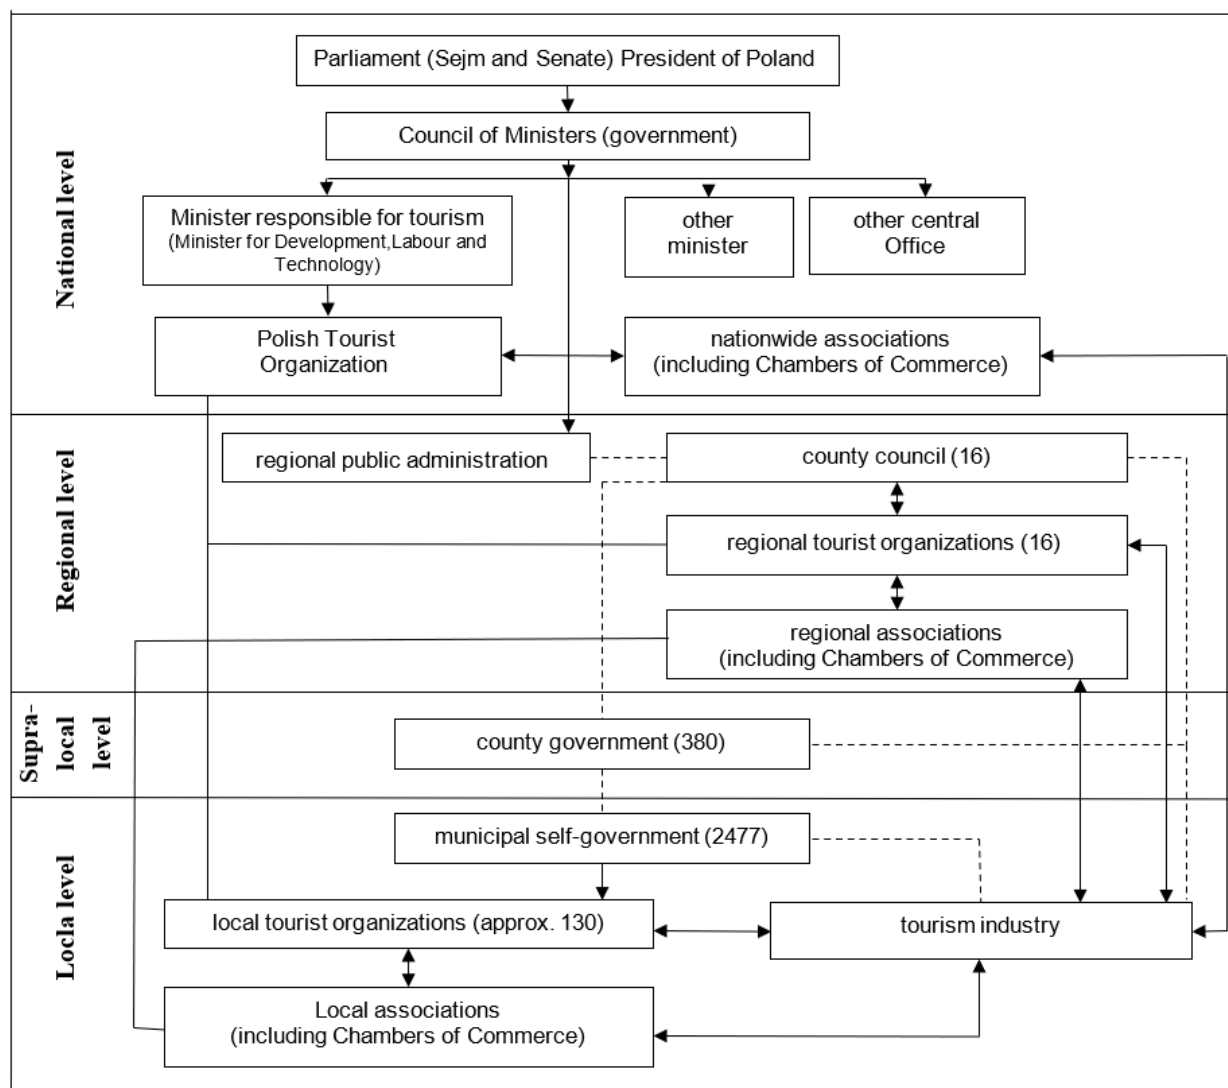 National level
Parliament (Sejm and Senate) President of Poland
Council of Ministers (government)
Minister responsible for tourism
(Minister for Development,Labour and
Technology)
other
minister
other central
Office
Polish Tourist
Organization
nationwide associations
(including Chambers of Commerce)
Regional level
regional public administration
county council (16)
regional tourist organizations (16)
regional associations
(including Chambers of Commerce)
Supra-
local
level
county government (380)
Locla level
municipal self-government (2477)
local tourist organizations (approx. 130)
tourism industry
Local associations
(including Chambers of Commerce)